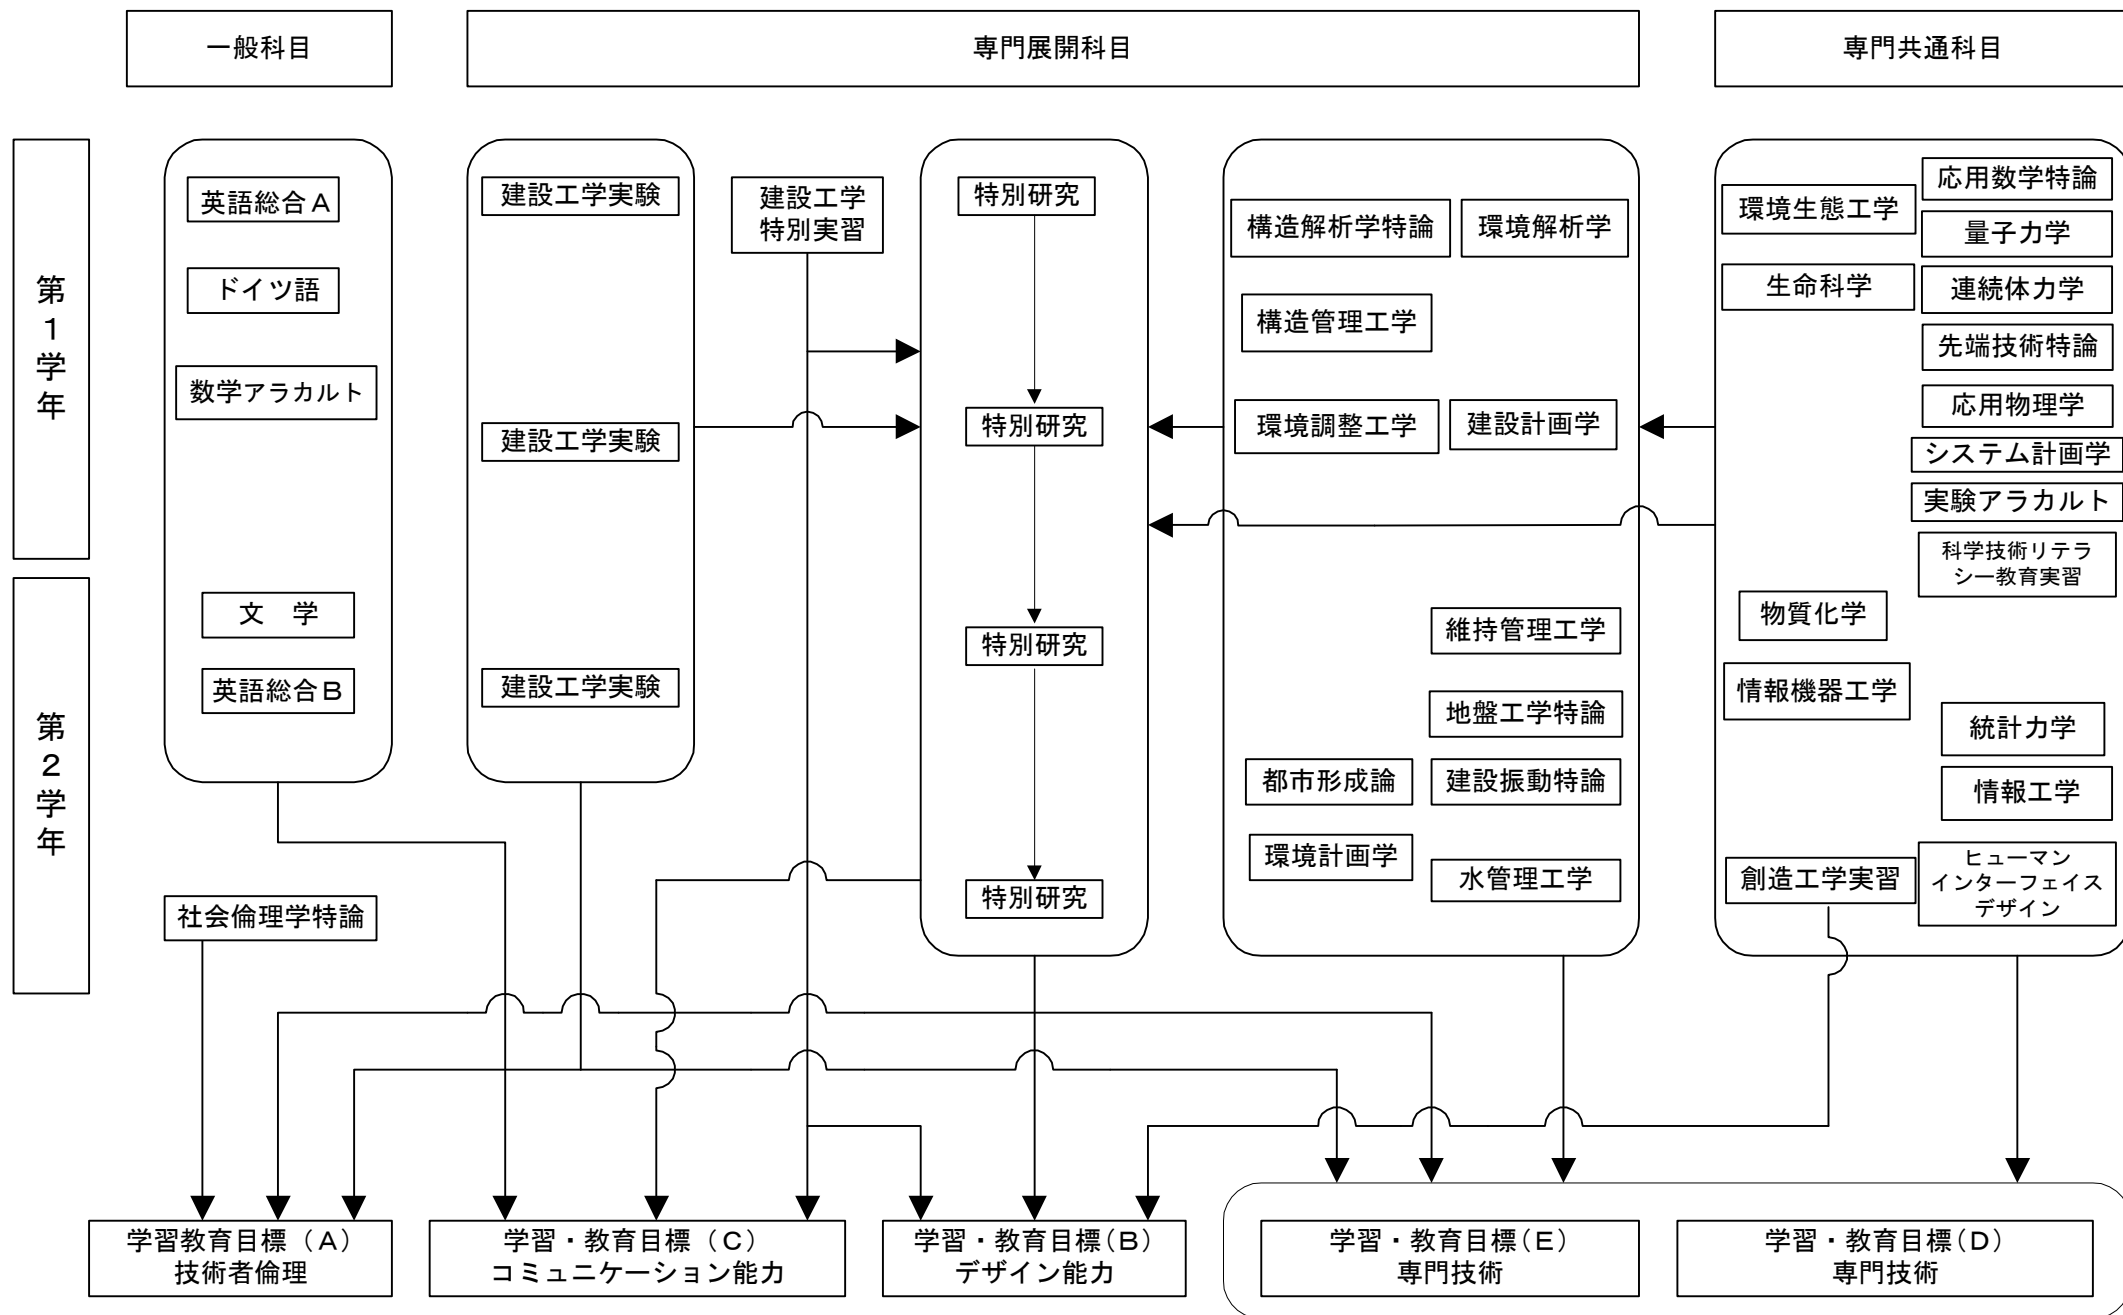 一般科目
専門展開科目
専門共通科目
第
1
学
年
第
2
学
年
英語総合A
ドイツ語
数学アラカルト
文　学
英語総合B
社会倫理学特論
建設工学実験
建設工学実験
建設工学実験
建設工学
特別実習
特別研究
特別研究
特別研究
特別研究
構造解析学特論
環境解析学
構造管理工学
環境調整工学
建設計画学
維持管理工学
地盤工学特論
都市形成論
建設振動特論
環境計画学
水管理工学
環境生態工学
応用数学特論
量子力学
生命科学
連続体力学
先端技術特論
応用物理学
システム計画学
実験アラカルト
科学技術リテラ
シー教育実習
物質化学
情報機器工学
統計力学
情報工学
創造工学実習
ヒューマン
インターフェイス
デザイン
学習教育目標（A）
技術者倫理
学習・教育目標（C）
コミュニケーション能力
学習・教育目標(B)
デザイン能力
学習・教育目標(E)
専門技術
学習・教育目標(D)
専門技術